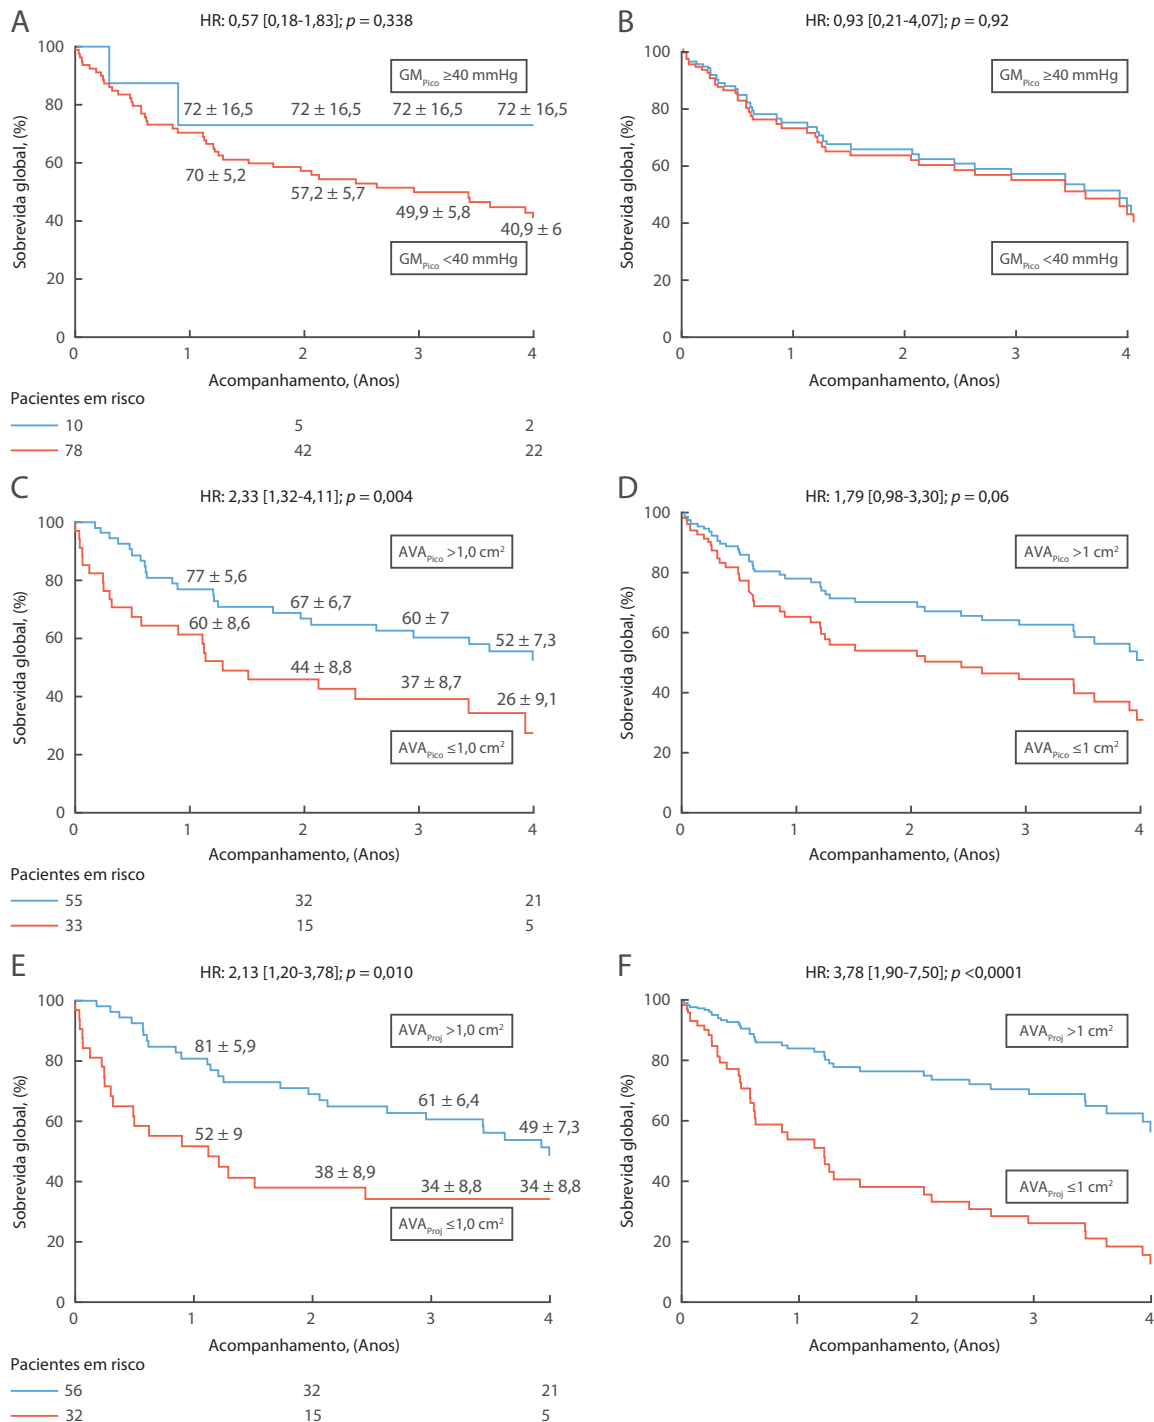 A
HR: 0,57 [0,18-1,83]; p = 0,338
Sobrevida global, (%)
100
80
60
40
20
0
GM_Pico ≥40 mmHg
72 ± 16,5 72 ± 16,5 72 ± 16,5 72 ± 16,5
70 ± 5,2
57,2 ± 5,7
49,9 ± 5,8
40,9 ± 6
GM_Pico <40 mmHg
0 1 2 3 4
Acompanhamento, (Anos)
Pacientes em risco
10 5 2
78 42 22
B
HR: 0,93 [0,21-4,07]; p = 0,92
Sobrevida global, (%)
100
80
60
40
20
0
GM_Pico ≥40 mmHg
GM_Pico <40 mmHg
0 1 2 3 4
Acompanhamento, (Anos)
C
HR: 2,33 [1,32-4,11]; p = 0,004
Sobrevida global, (%)
100
80
60
40
20
0
AVA_Pico >1,0 cm²
77 ± 5,6
67 ± 6,7
60 ± 7
52 ± 7,3
60 ± 8,6
44 ± 8,8
37 ± 8,7
26 ± 9,1
AVA_Pico ≤1,0 cm²
0 1 2 3 4
Acompanhamento, (Anos)
Pacientes em risco
55 32 21
33 15 5
D
HR: 1,79 [0,98-3,30]; p = 0,06
Sobrevida global, (%)
100
80
60
40
20
0
AVA_Pico >1 cm²
AVA_Pico ≤1 cm²
0 1 2 3 4
Acompanhamento, (Anos)
E
HR: 2,13 [1,20-3,78]; p = 0,010
Sobrevida global, (%)
100
80
60
40
20
0
AVA_Proj >1,0 cm²
81 ± 5,9
61 ± 6,4
49 ± 7,3
52 ± 9
38 ± 8,9
34 ± 8,8
34 ± 8,8
AVA_Proj ≤1,0 cm²
0 1 2 3 4
Acompanhamento, (Anos)
Pacientes em risco
56 32 21
32 15 5
F
HR: 3,78 [1,90-7,50]; p <0,0001
Sobrevida global, (%)
100
80
60
40
20
0
AVA_Proj >1 cm²
AVA_Proj ≤1 cm²
0 1 2 3 4
Acompanhamento, (Anos)